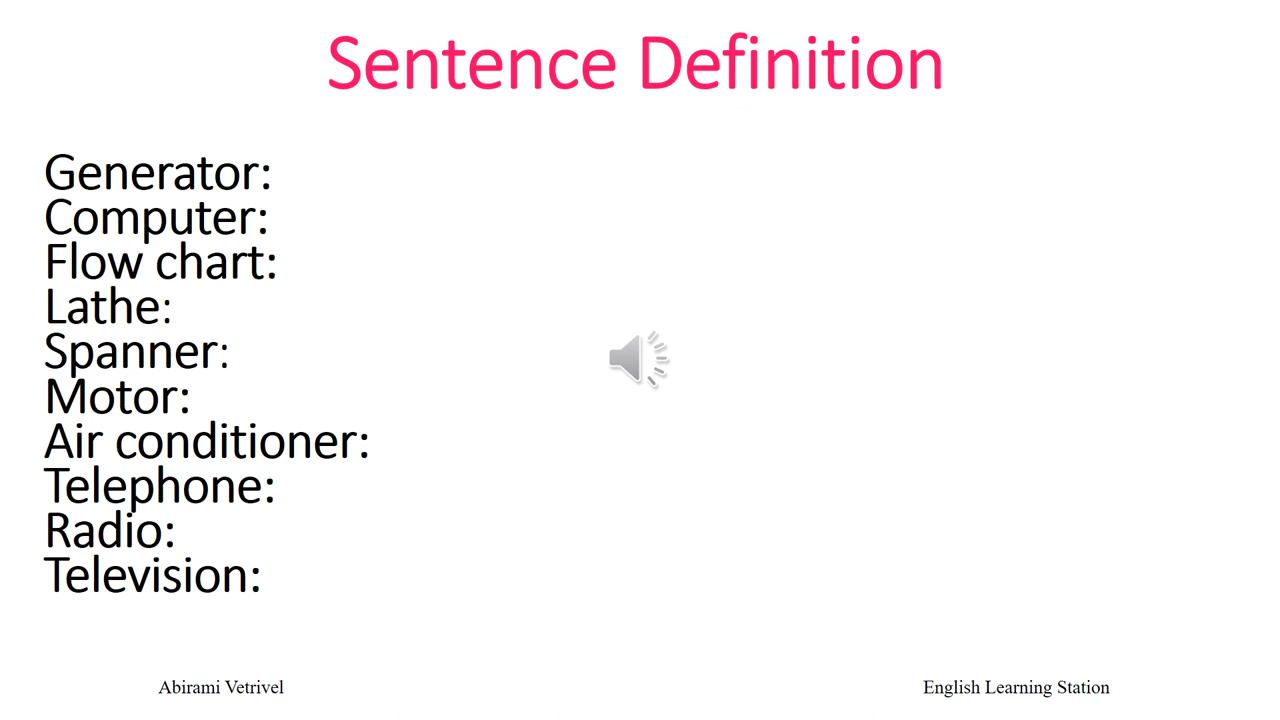 Sentence Definition
Generator:
Computer:
Flow chart:
Lathe:
Spanner:
Motor:
Air conditioner:
Telephone:
Radio:
Television:
Abirami Vetrivel
English Learning Station